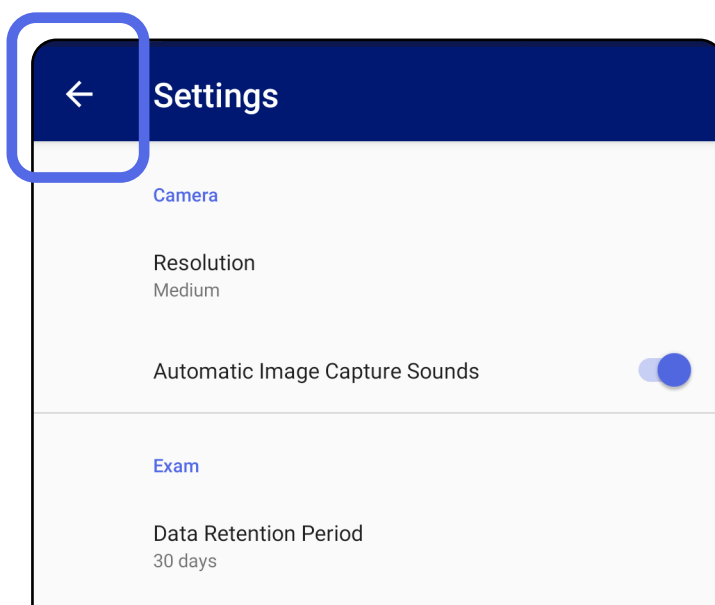 Settings
Camera
Resolution
Medium
Automatic Image Capture Sounds
Exam
Data Retention Period
30 days